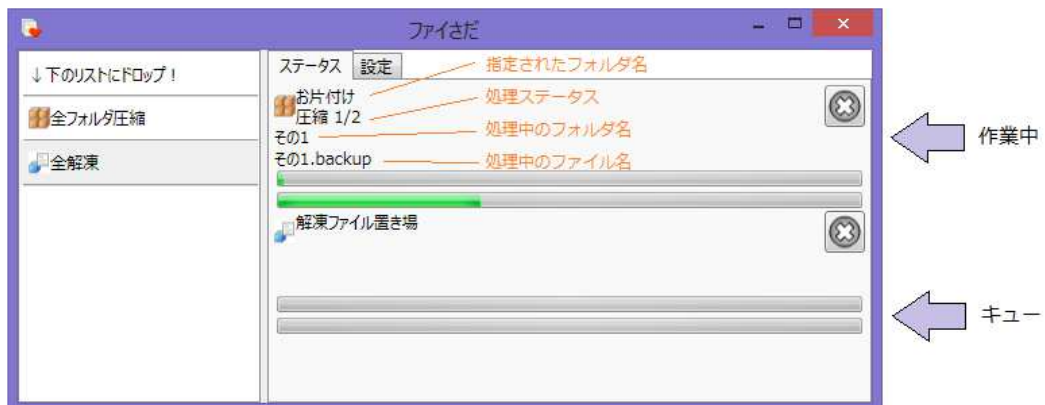 ファイさだ
↓下のリストにドロップ！
全フォルダ圧縮
全解凍
ステータス 設定
お片付け 指定されたフォルダ名
圧縮 1/2 処理ステータス
その1 処理中のフォルダ名
その1.backup 処理中のファイル名
作業中
解凍ファイル置き場
キュー